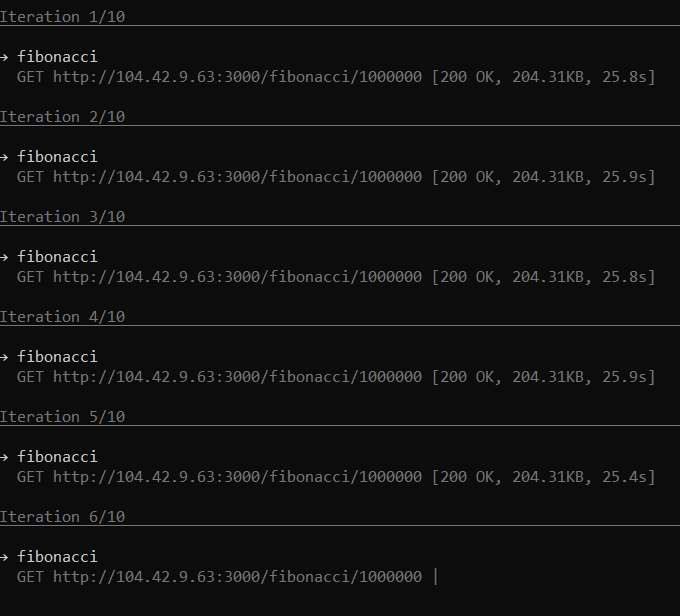 Iteration 1/10
→ fibonacci
GET http://104.42.9.63:3000/fibonacci/1000000 [200 OK, 204.31KB, 25.8s]
Iteration 2/10
→ fibonacci
GET http://104.42.9.63:3000/fibonacci/1000000 [200 OK, 204.31KB, 25.9s]
Iteration 3/10
→ fibonacci
GET http://104.42.9.63:3000/fibonacci/1000000 [200 OK, 204.31KB, 25.8s]
Iteration 4/10
→ fibonacci
GET http://104.42.9.63:3000/fibonacci/1000000 [200 OK, 204.31KB, 25.9s]
Iteration 5/10
→ fibonacci
GET http://104.42.9.63:3000/fibonacci/1000000 [200 OK, 204.31KB, 25.4s]
Iteration 6/10
→ fibonacci
GET http://104.42.9.63:3000/fibonacci/1000000 |